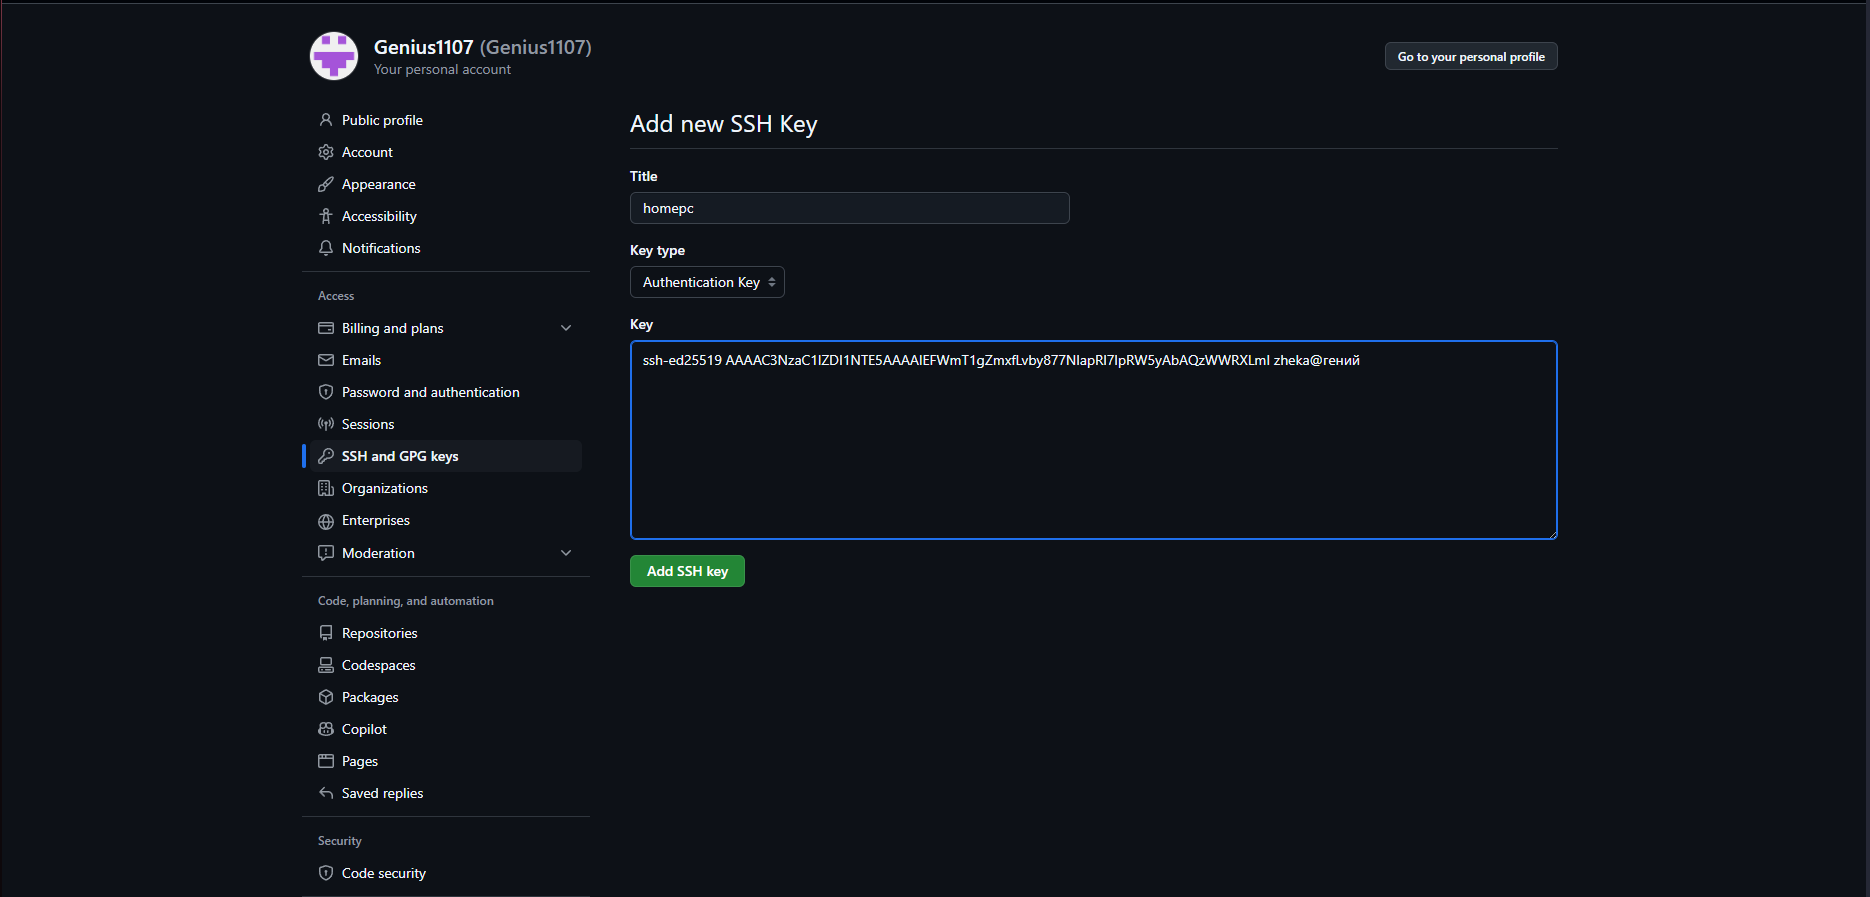 Genius1107 (Genius1107)
Your personal account
Go to your personal profile
Public profile
Account
Appearance
Accessibility
Notifications
Access
Billing and plans
Emails
Password and authentication
Sessions
SSH and GPG keys
Organizations
Enterprises
Moderation
Code, planning, and automation
Repositories
Codespaces
Packages
Copilot
Pages
Saved replies
Security
Code security
Add new SSH Key
Title
homepc
Key type
Authentication Key
Key
ssh-ed25519 AAAAC3NzaC1lZDI1NTE5AAAAIEFWmT1gZmxfLvby877NIapRI7IpRW5yAbAQzWWRXLml zheka@гений
Add SSH key